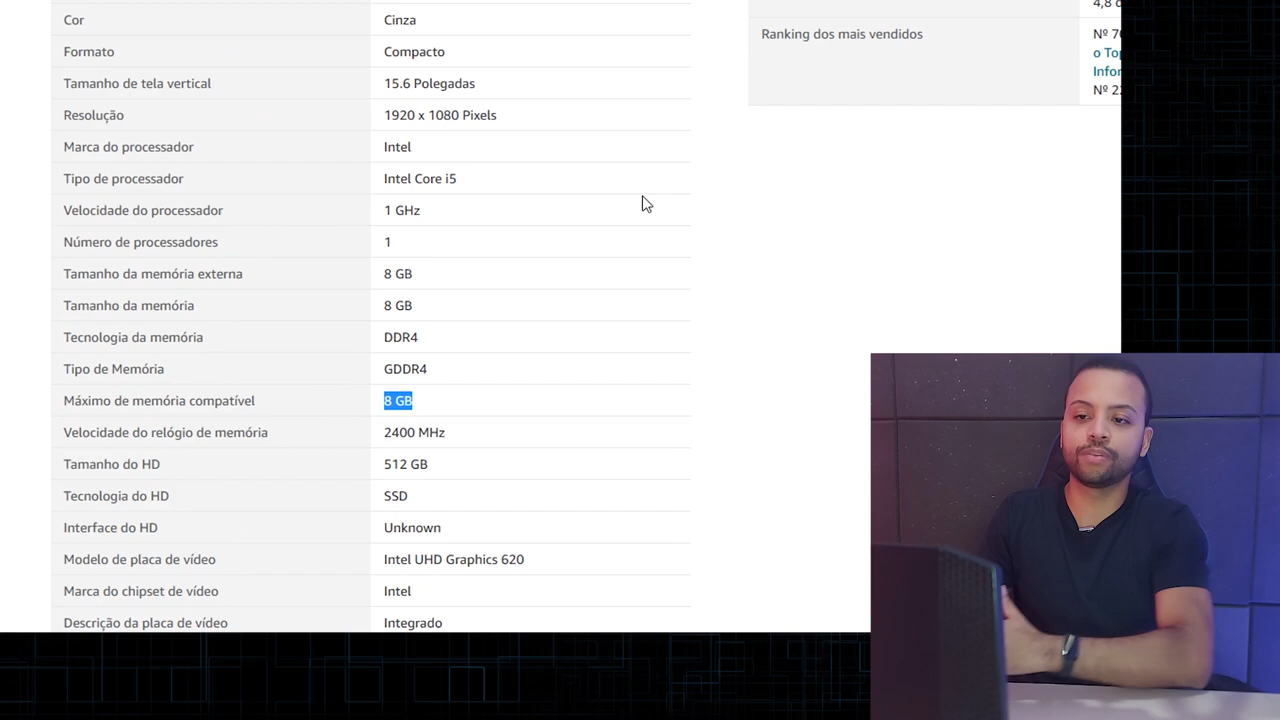 Cor Cinza
Formato Compacto
Tamanho de tela vertical 15.6 Polegadas
Resolução 1920 x 1080 Pixels
Marca do processador Intel
Tipo de processador Intel Core i5
Velocidade do processador 1 GHz
Número de processadores 1
Tamanho da memória externa 8 GB
Tamanho da memória 8 GB
Tecnologia da memória DDR4
Tipo de Memória GDDR4
Máximo de memória compatível 8 GB
Velocidade do relógio de memória 2400 MHz
Tamanho do HD 512 GB
Tecnologia do HD SSD
Interface do HD Unknown
Modelo de placa de vídeo Intel UHD Graphics 620
Marca do chipset de vídeo Intel
Descrição da placa de vídeo Integrado
4,8
Ranking dos mais vendidos Nº
o
Nº